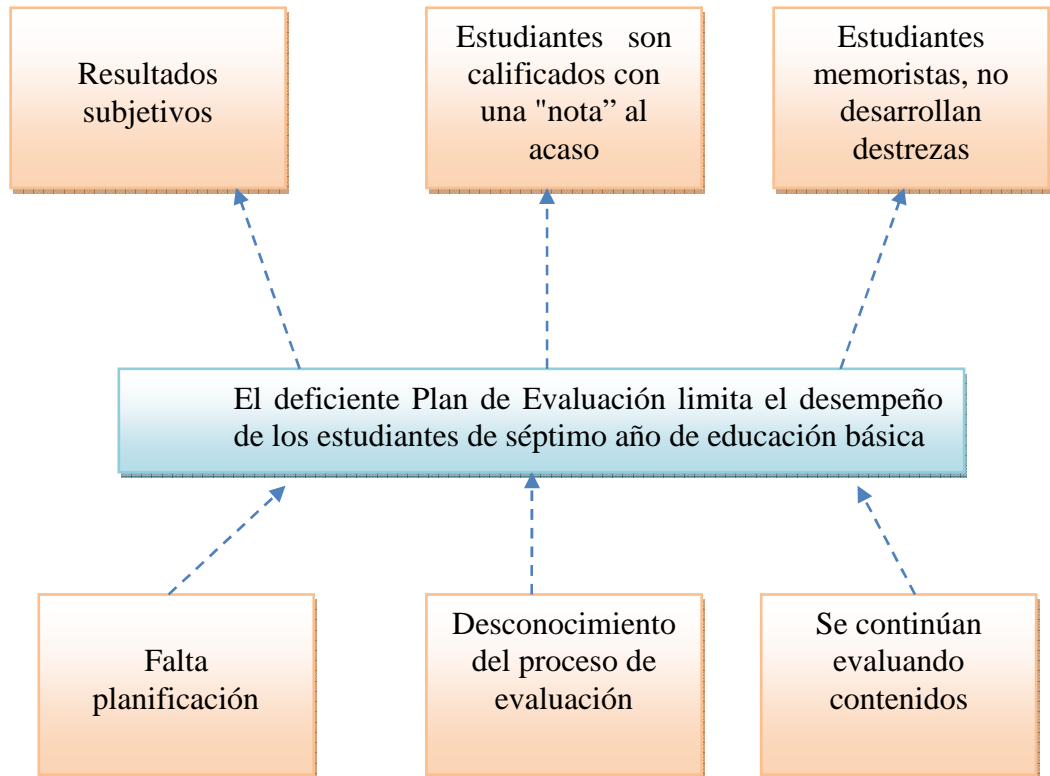 Resultados
subjetivos
Estudiantes son
calificados con
una "nota” al
acaso
Estudiantes
memoristas, no
desarrollan
destrezas
El deficiente Plan de Evaluación limita el desempeño
de los estudiantes de séptimo año de educación básica
Falta
planificación
Desconocimiento
del proceso de
evaluación
Se continúan
evaluando
contenidos